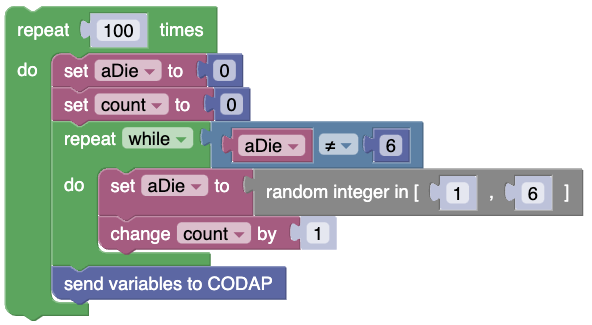 repeat 100 times
do set aDie to 0
set count to 0
repeat while aDie ≠ 6
do set aDie to random integer in [ 1 , 6 ]
change count by 1
send variables to CODAP